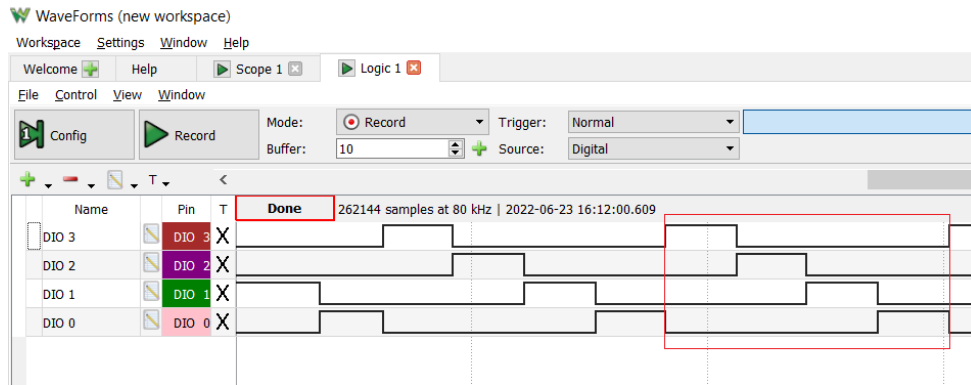 WaveForms (new workspace)
Workspace Settings Window Help
Welcome Help Scope 1 Logic 1
File Control View Window
1 Config Record Mode: Record Trigger: Normal
Buffer: 10 Source: Digital
T
Name Pin T Done 262144 samples at 80 kHz | 2022-06-23 16:12:00.609
DIO 3 DIO 3 X
DIO 2 DIO 2 X
DIO 1 DIO 1 X
DIO 0 DIO 0 X